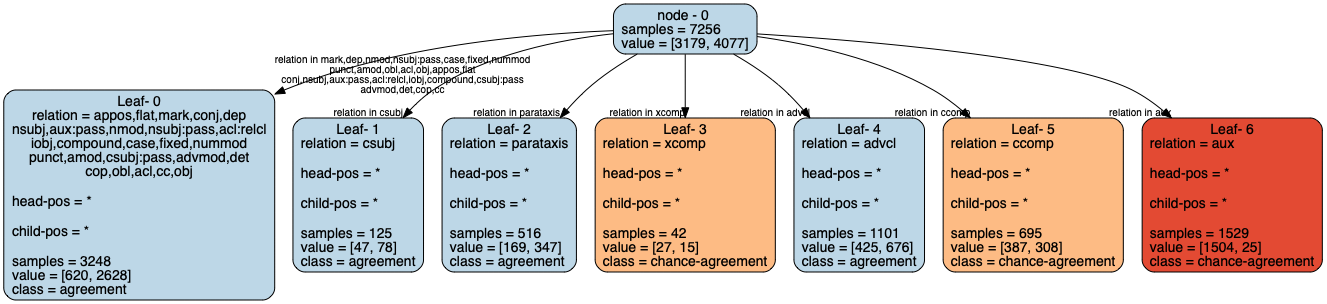 node - 0
samples = 7256
value = [3179, 4077]
relation in mark,dep,nmod,nsubj:pass,case,fixed,nummod
punct,amod,obl,acl,obj,appos,flat
conj,nsubj,aux:pass,acl:relcl,iobj,compound,csubj:pass
advmod,det,cop,cc
relation in csubj
relation in parataxis
relation in xcomp
relation in advcl
relation in ccomp
relation in aux
Leaf- 0
relation = appos,flat,mark,conj,dep
nsubj,aux:pass,nmod,nsubj:pass,acl:relcl
iobj,compound,case,fixed,nummod
punct,amod,csubj:pass,advmod,det
cop,obl,acl,cc,obj
head-pos = *
child-pos = *
samples = 3248
value = [620, 2628]
class = agreement
Leaf- 1
relation = csubj
head-pos = *
child-pos = *
samples = 125
value = [47, 78]
class = agreement
Leaf- 2
relation = parataxis
head-pos = *
child-pos = *
samples = 516
value = [169, 347]
class = agreement
Leaf- 3
relation = xcomp
head-pos = *
child-pos = *
samples = 42
value = [27, 15]
class = chance-agreement
Leaf- 4
relation = advcl
head-pos = *
child-pos = *
samples = 1101
value = [425, 676]
class = agreement
Leaf- 5
relation = ccomp
head-pos = *
child-pos = *
samples = 695
value = [387, 308]
class = chance-agreement
Leaf- 6
relation = aux
head-pos = *
child-pos = *
samples = 1529
value = [1504, 25]
class = chance-agreement